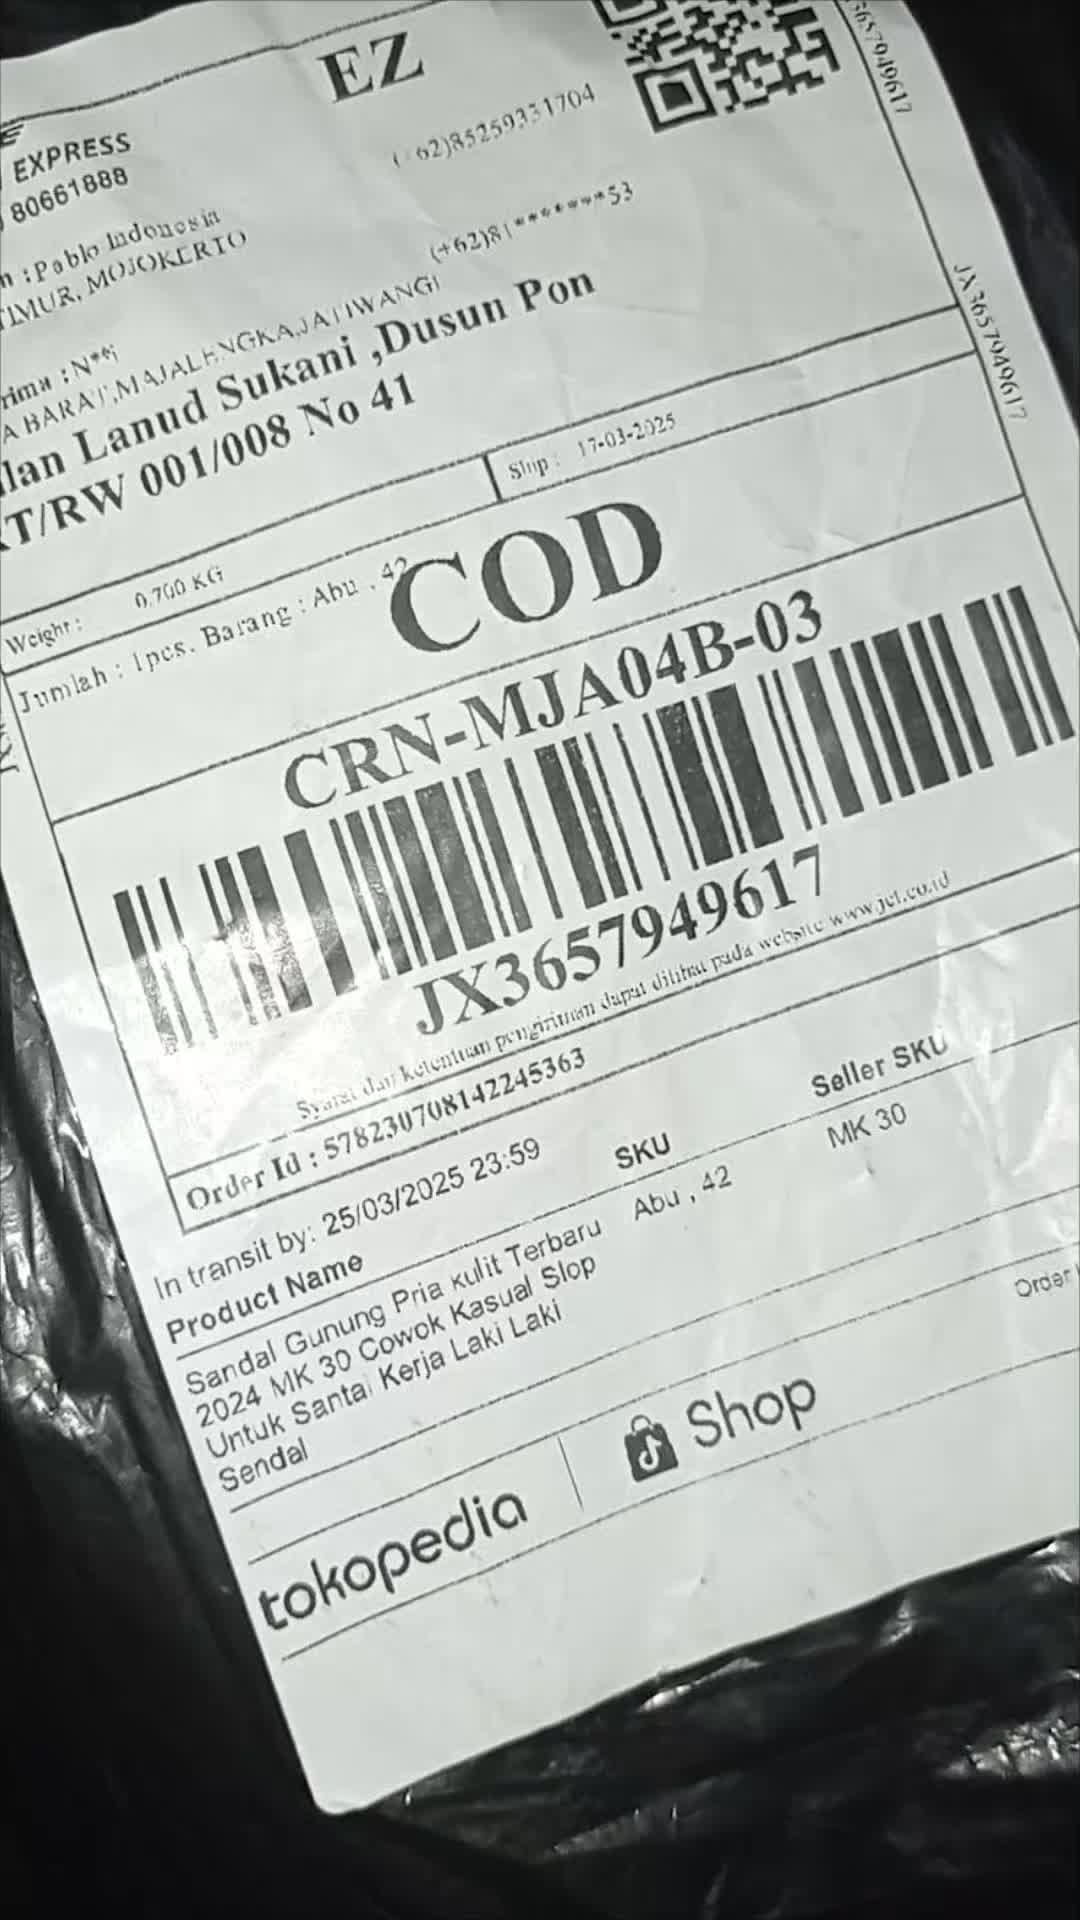 EZ
EXPRESS
80661888
(+62)85259331704
:Pablo Indonesia
TIMUR, MOJOKERTO
(+62)81*******53
rima : N**i
A BARAT,MAJALENGKA,JATIWANGI
lan Lanud Sukani ,Dusun Pon
T/RW 001/008 No 41
Weight : 0.700 KG
Ship : 17-03-2025
Jumlah : 1pcs. Barang : Abu , 42
COD
CRN-MJA04B-03
JX3657949617
Syarat dan ketentuan pengiriman dapat dilihat pada website www.jet.co.id
Order Id : 578230708142245363
In transit by: 25/03/2025 23:59
Product Name SKU Seller SKU
Sandal Gunung Pria kulit Terbaru Abu , 42 MK 30
2024 MK 30 Cowok Kasual Slop
Untuk Santai Kerja Laki Laki
Sendal
Order
tokopedia
Shop
3657949617
JX3657949617